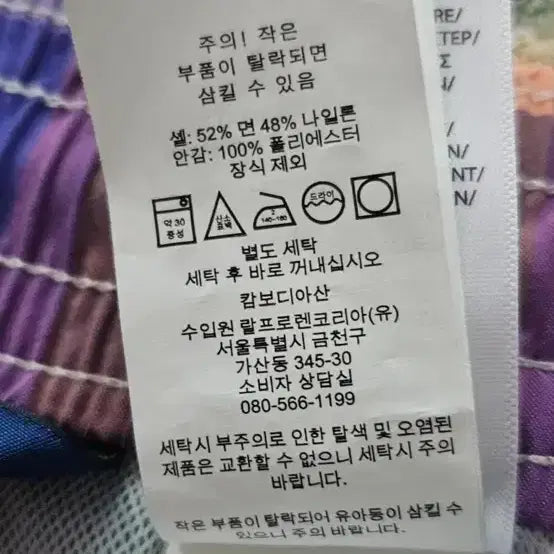 주의! 작은
부품이 탈락되면
삼킬 수 있음
셸: 52% 면 48% 나일론
안감: 100% 폴리에스터
장식 제외
약 30
중성
산소
표백
2
140~160
드라이
별도 세탁
세탁 후 바로 꺼내십시오
캄보디아산
수입원 랄프로렌코리아(유)
서울특별시 금천구
가산동 345-30
소비자 상담실
080-566-1199
세탁시 부주의로 인한 탈색 및 오염된
제품은 교환할 수 없으니 세탁시 주의
바랍니다.
작은 부품이 탈락되어 유아등이 삼킬 수
있으니 주의 바랍니다.
RE/
ETEP/
Σ
N/
N/
NT/
N/